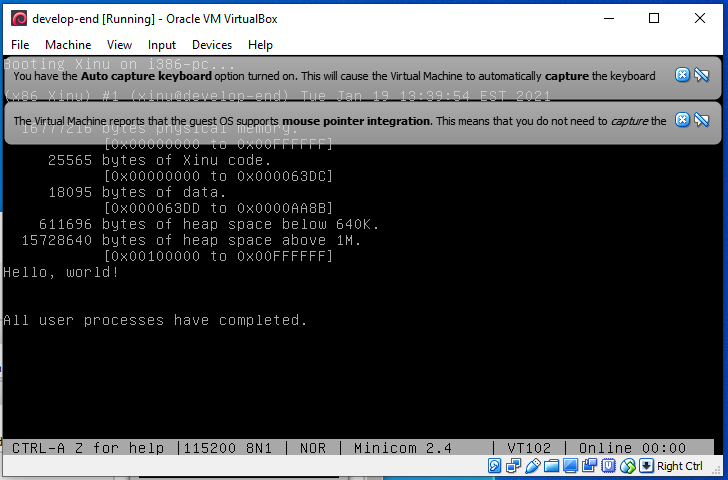 develop-end [Running] - Oracle VM VirtualBox
File Machine View Input Devices Help
Booting Xinu on i386-pc...
You have the Auto capture keyboard option turned on. This will cause the Virtual Machine to automatically capture the keyboard
(x86 Xinu) #1 (xinu@develop-end) Tue Jan 19 13:39:54 EST 2021
The Virtual Machine reports that the guest OS supports mouse pointer integration. This means that you do not need to capture the
16777216 bytes physical memory.
[0x00000000 to 0x00FFFFFF]
25565 bytes of Xinu code.
[0x00000000 to 0x000063DC]
18095 bytes of data.
[0x000063DD to 0x0000AA8B]
611696 bytes of heap space below 640K.
15728640 bytes of heap space above 1M.
[0x00100000 to 0x00FFFFFF]
Hello, world!
All user processes have completed.
CTRL-A Z for help |115200 8N1 | NOR | Minicom 2.4 | VT102 | Online 00:00
Right Ctrl